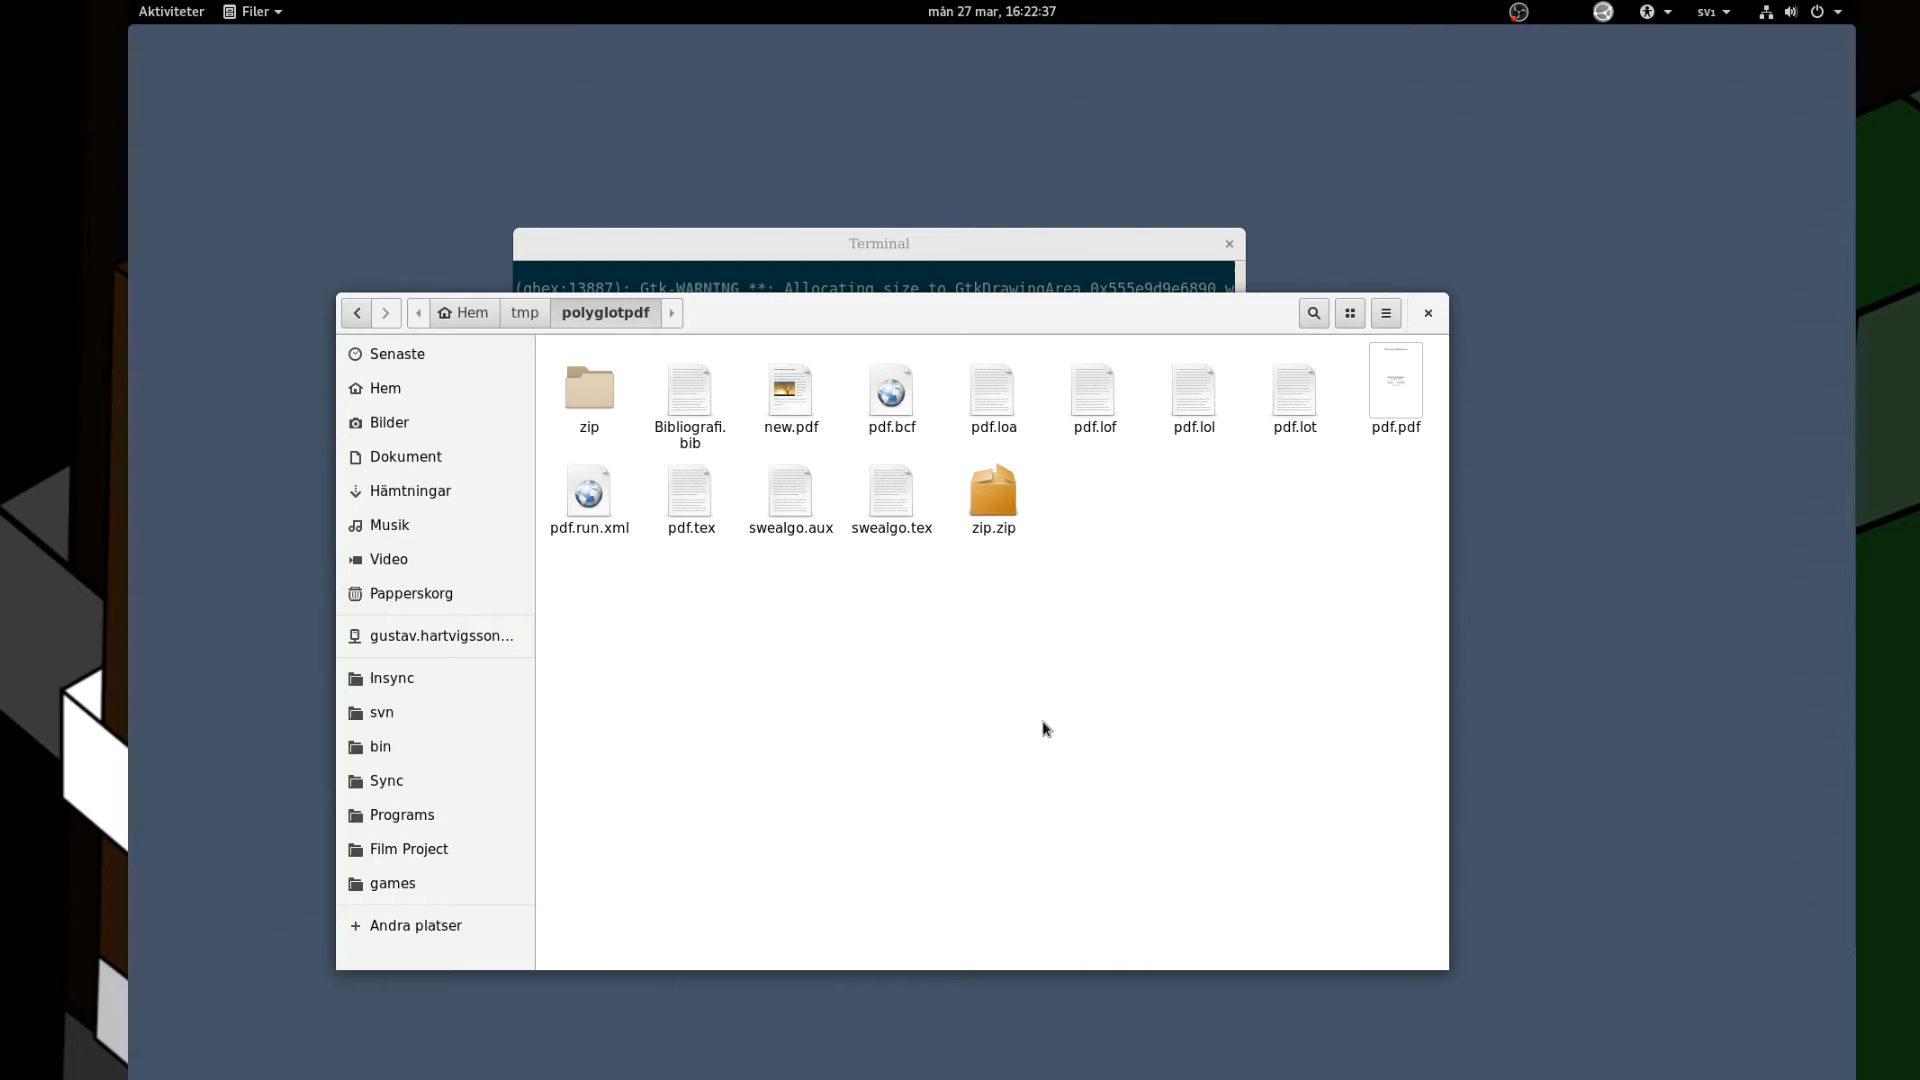 Aktiviteter
Filer
mån 27 mar, 16:22:37
sv₁
Terminal
(ghex:13887): Gtk-WARNING **: Allocating size to GtkDrawingArea 0x555e9d9e6890 w
Hem
tmp
polyglotpdf
Senaste
Hem
Bilder
Dokument
Hämtningar
Musik
Video
Papperskorg
gustav.hartvigsson...
Insync
svn
bin
Sync
Programs
Film Project
games
Andra platser
zip
Bibliografi.
bib
new.pdf
pdf.bcf
pdf.loa
pdf.lof
pdf.lol
pdf.lot
pdf.pdf
pdf.run.xml
pdf.tex
swealgo.aux
swealgo.tex
zip.zip